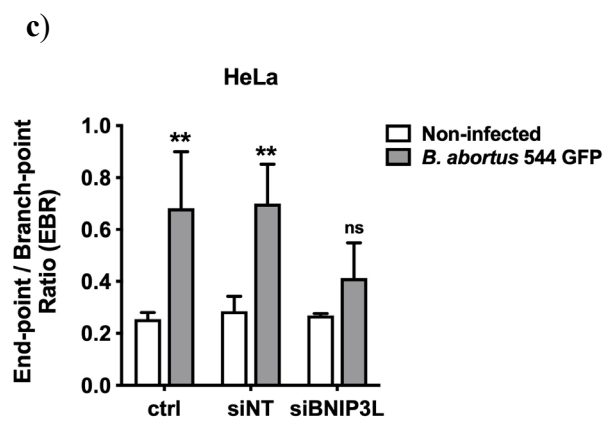 c)
HeLa
End-point / Branch-point
Ratio (EBR)
1.0
0.8
0.6
0.4
0.2
0.0
**
**
ns
ctrl
siNT
siBNIP3L
Non-infected
B. abortus 544 GFP